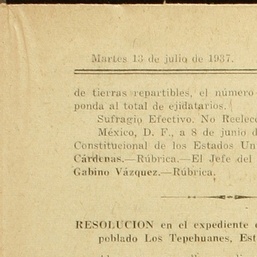 Martes 13 de julio de 1937.
de tierras repartibles, el número
ponda al total de ejidatarios.
Sufragio Efectivo. No Reelec
México, D. F., a 8 de junio d
Constitucional de los Estados Un
Cárdenas.—Rúbrica.—El Jefe del
Gabino Vázquez.—Rúbrica.
RESOLUCION en el expediente
poblado Los Tepehuanes, Est